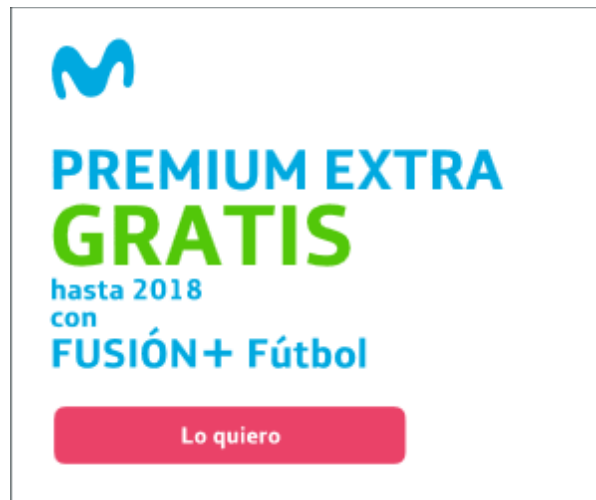 PREMIUM EXTRA
GRATIS
hasta 2018
con
FUSIÓN+ Fútbol
Lo quiero